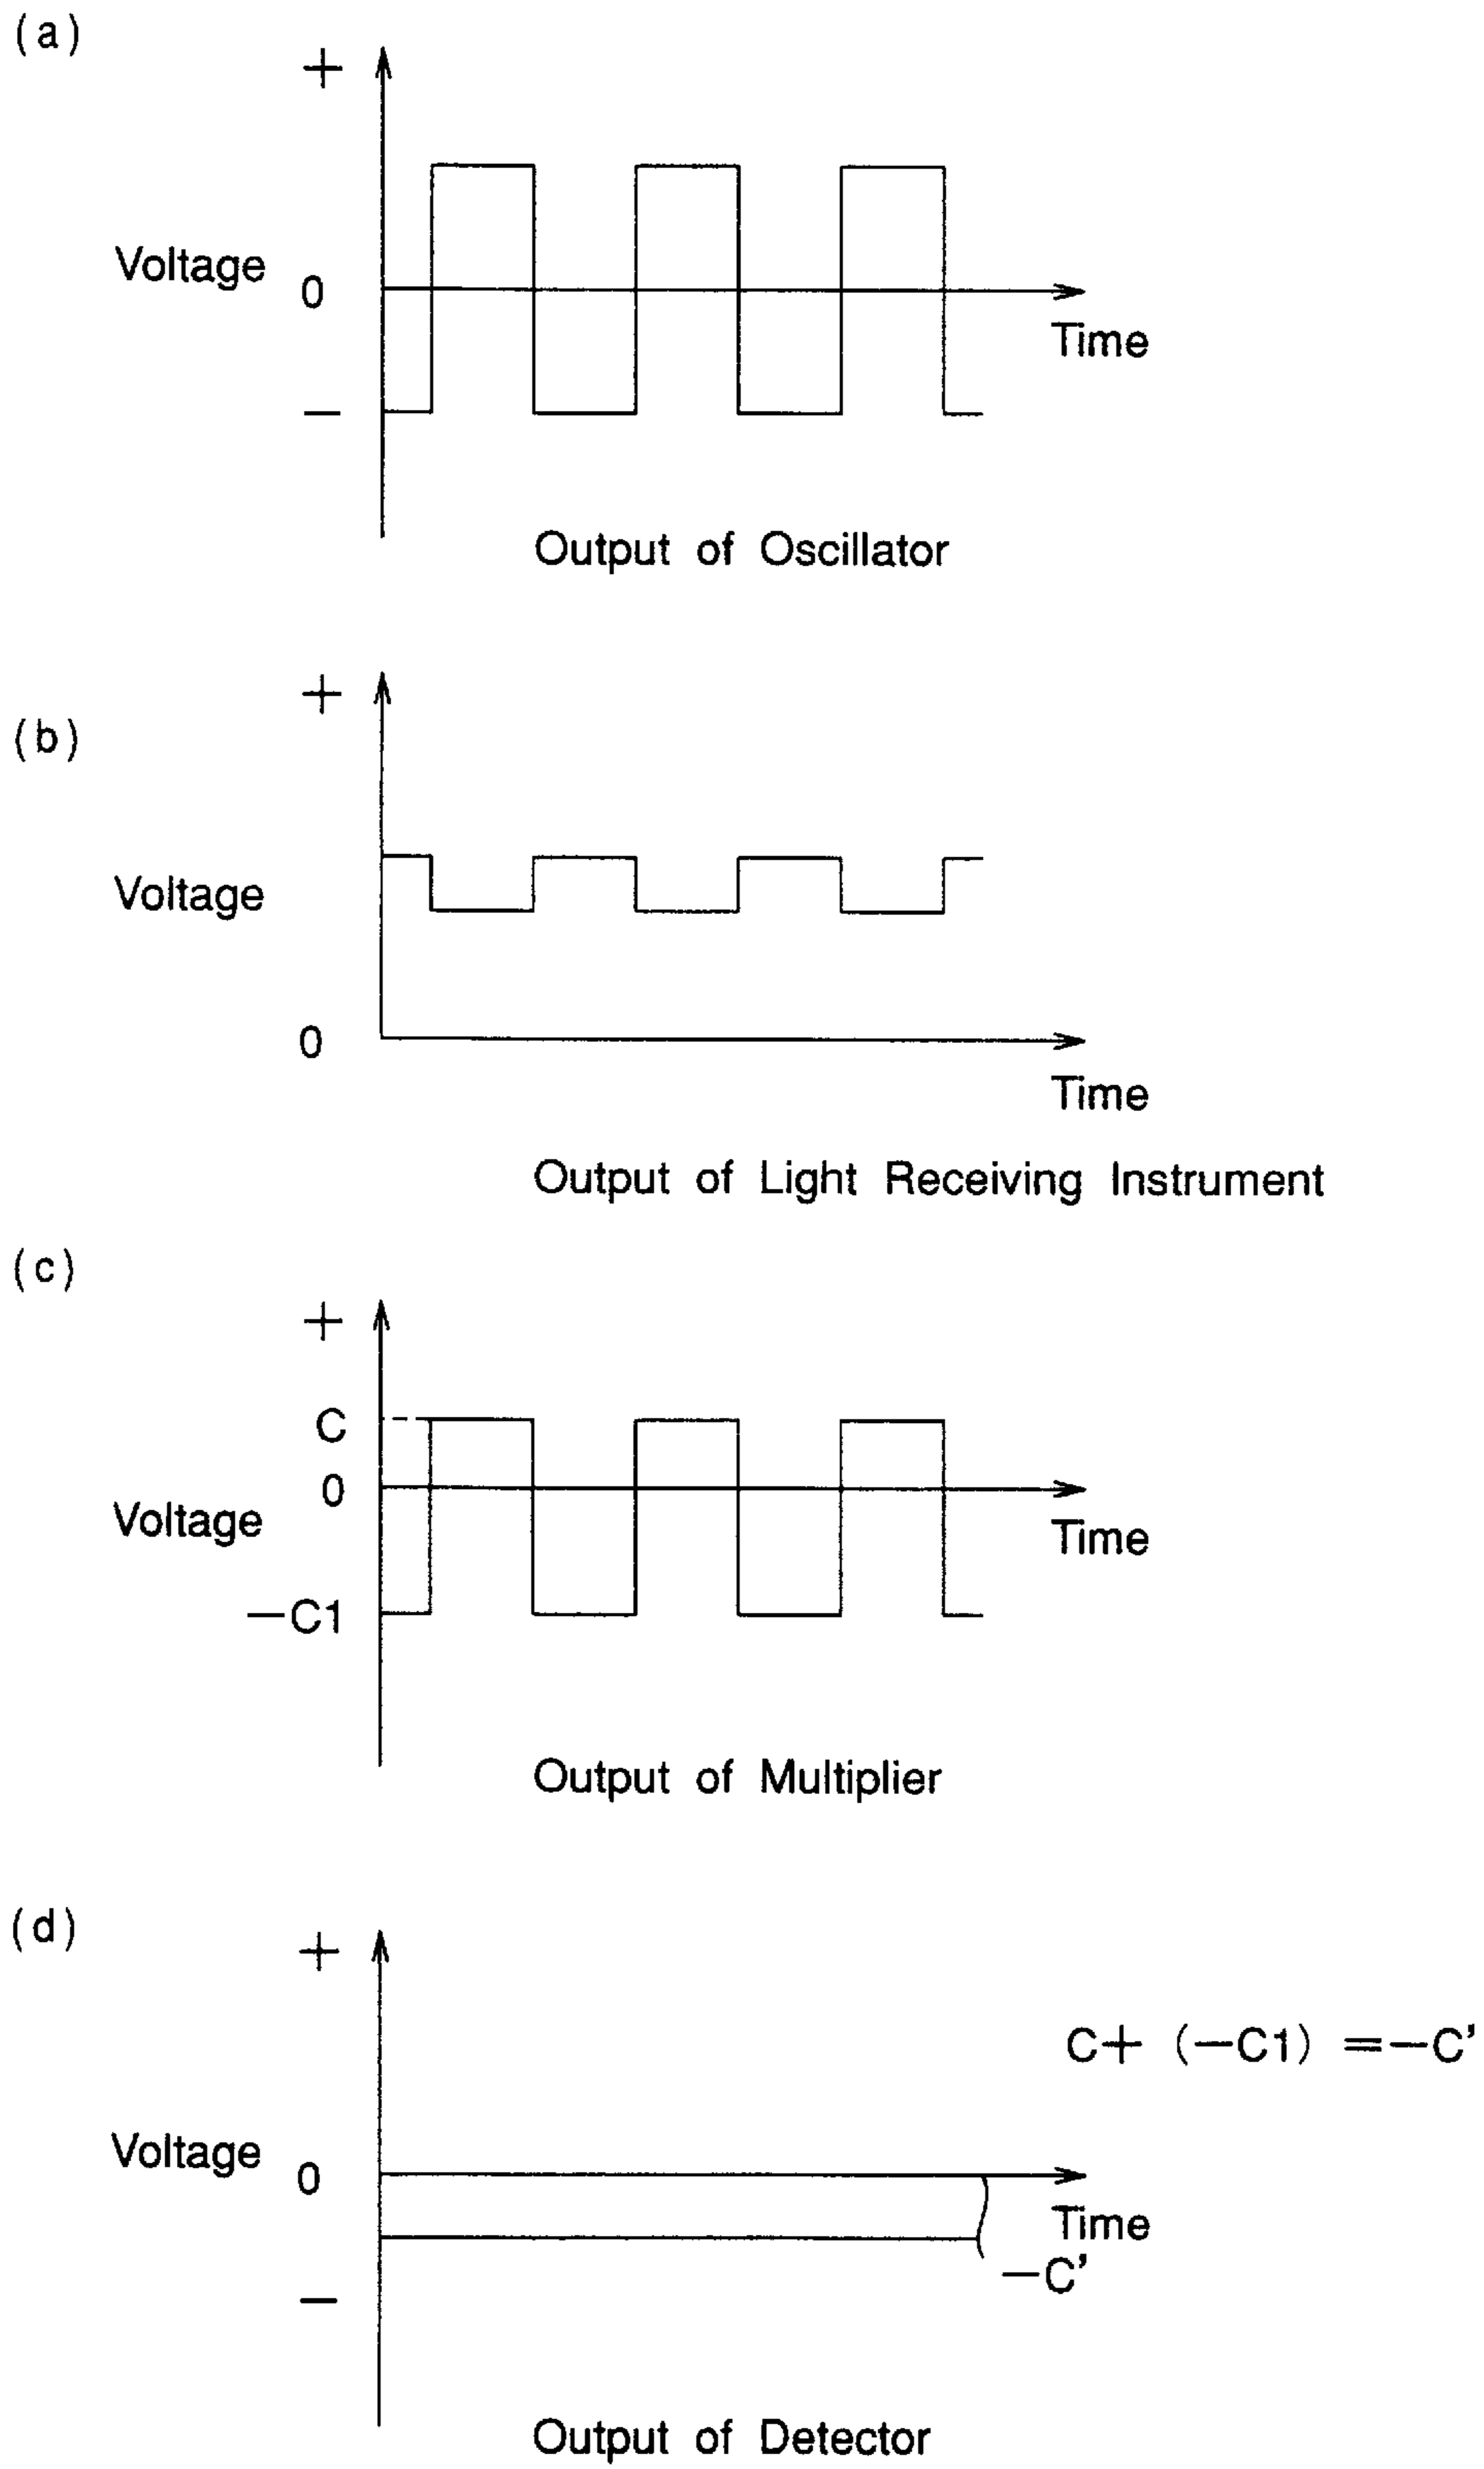 (a)
+
Voltage
0
Time
−
Output of Oscillator
+
(b)
Voltage
0
Time
Output of Light Receiving Instrument
(c)
+
C
0
Voltage
Time
−C1
Output of Multiplier
(d)
+
C+ (−C1) =−C'
Voltage
0
Time
−C'
−
Output of Detector